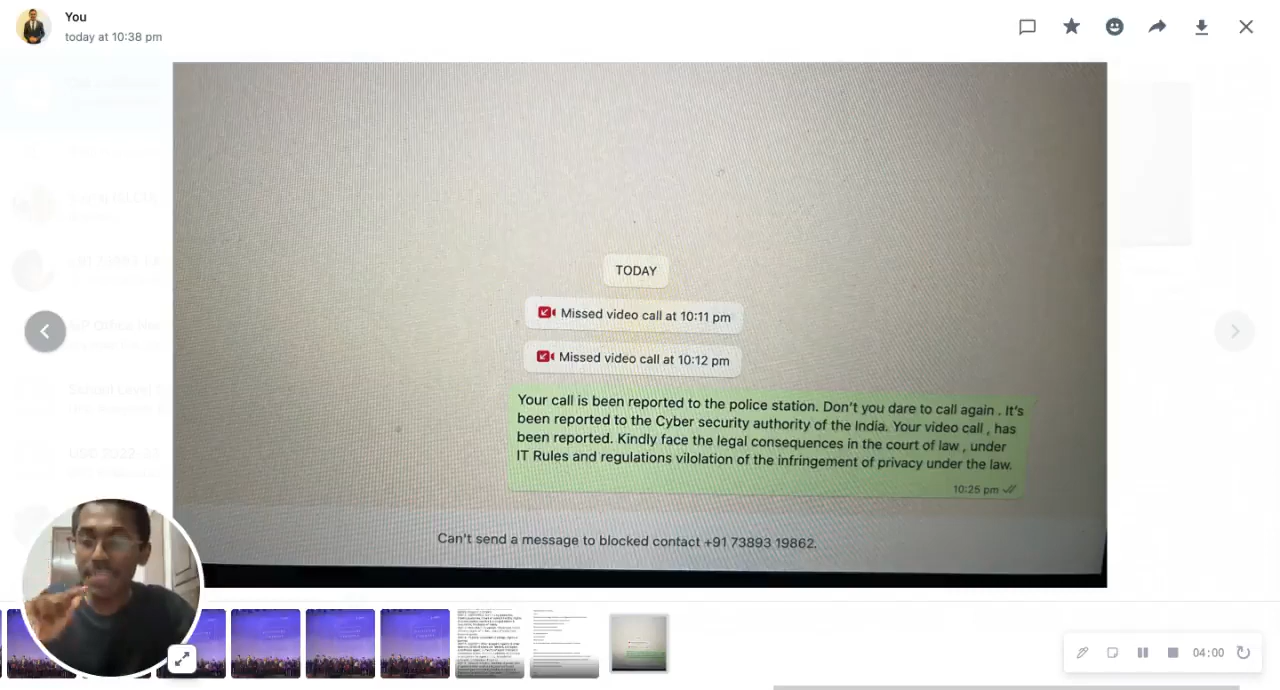 You
today at 10:38 pm
TODAY
Missed video call at 10:11 pm
Missed video call at 10:12 pm
Your call is been reported to the police station. Don't you dare to call again . It's
been reported to the Cyber security authority of the India. Your video call , has
been reported. Kindly face the legal consequences in the court of law , under
IT Rules and regulations vilolation of the infringement of privacy under the law.
10:25 pm
Can't send a message to blocked contact +91 73893 19862.
04:00